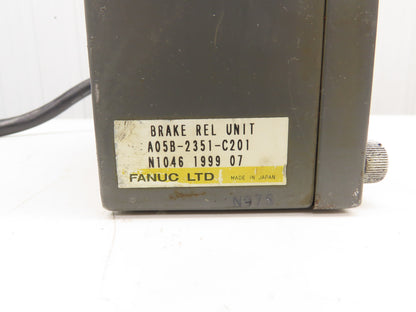 BRAKE REL UNIT
A05B-2351-C201
N1046 1999 07
FANUC LTD MADE IN JAPAN